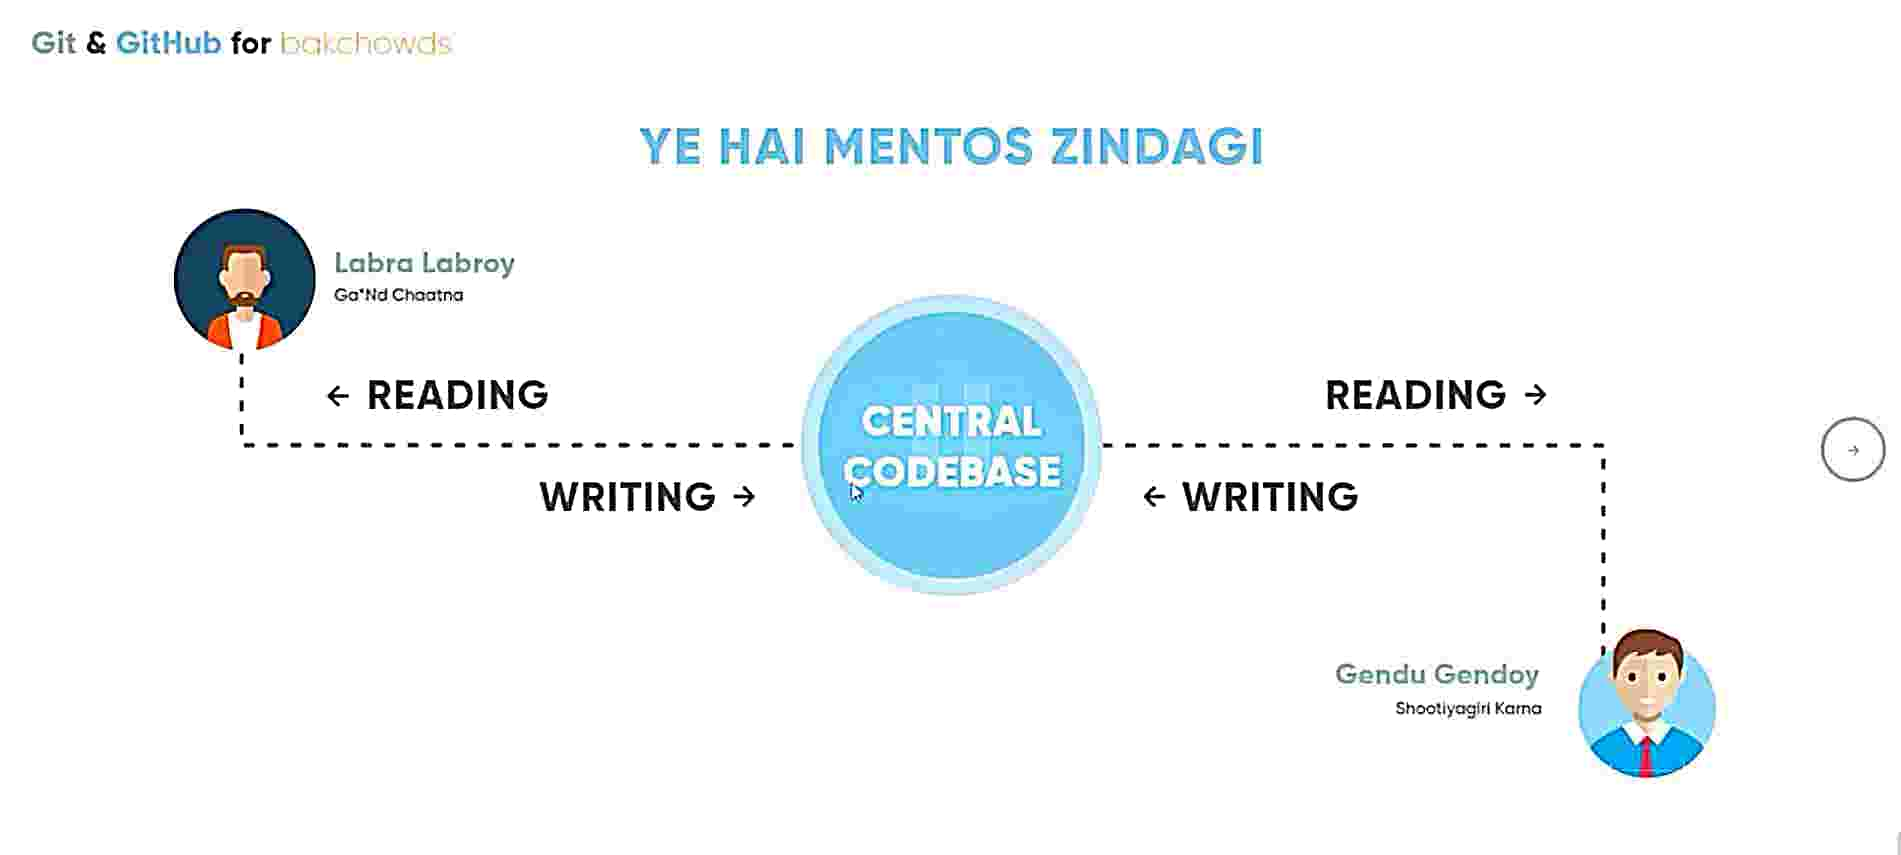 Git & GitHub for bakchowds
YE HAI MENTOS ZINDAGI
Labra Labroy
Ga*Nd Chaatna
← READING
READING →
CENTRAL
CODEBASE
WRITING →
← WRITING
Gendu Gendoy
Shootiyagiri Karna